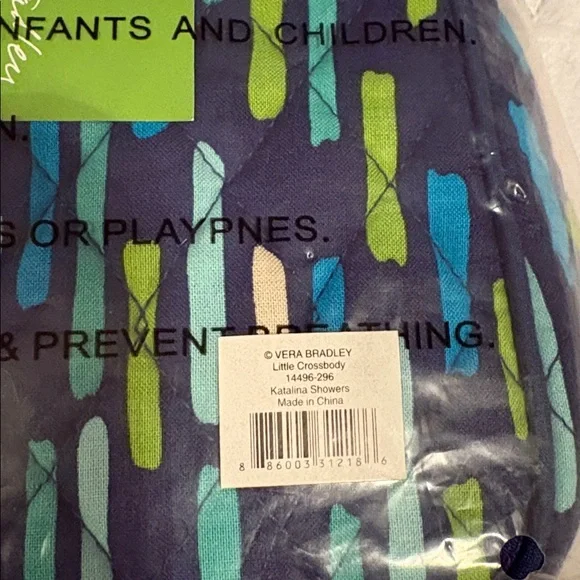 NFANTS AND CHILDREN.
N.
S OR PLAYPNES.
& PREVENT BREATHING.
© VERA BRADLEY
Little Crossbody
14496-296
Katalina Showers
Made in China
8 86003 31218 6